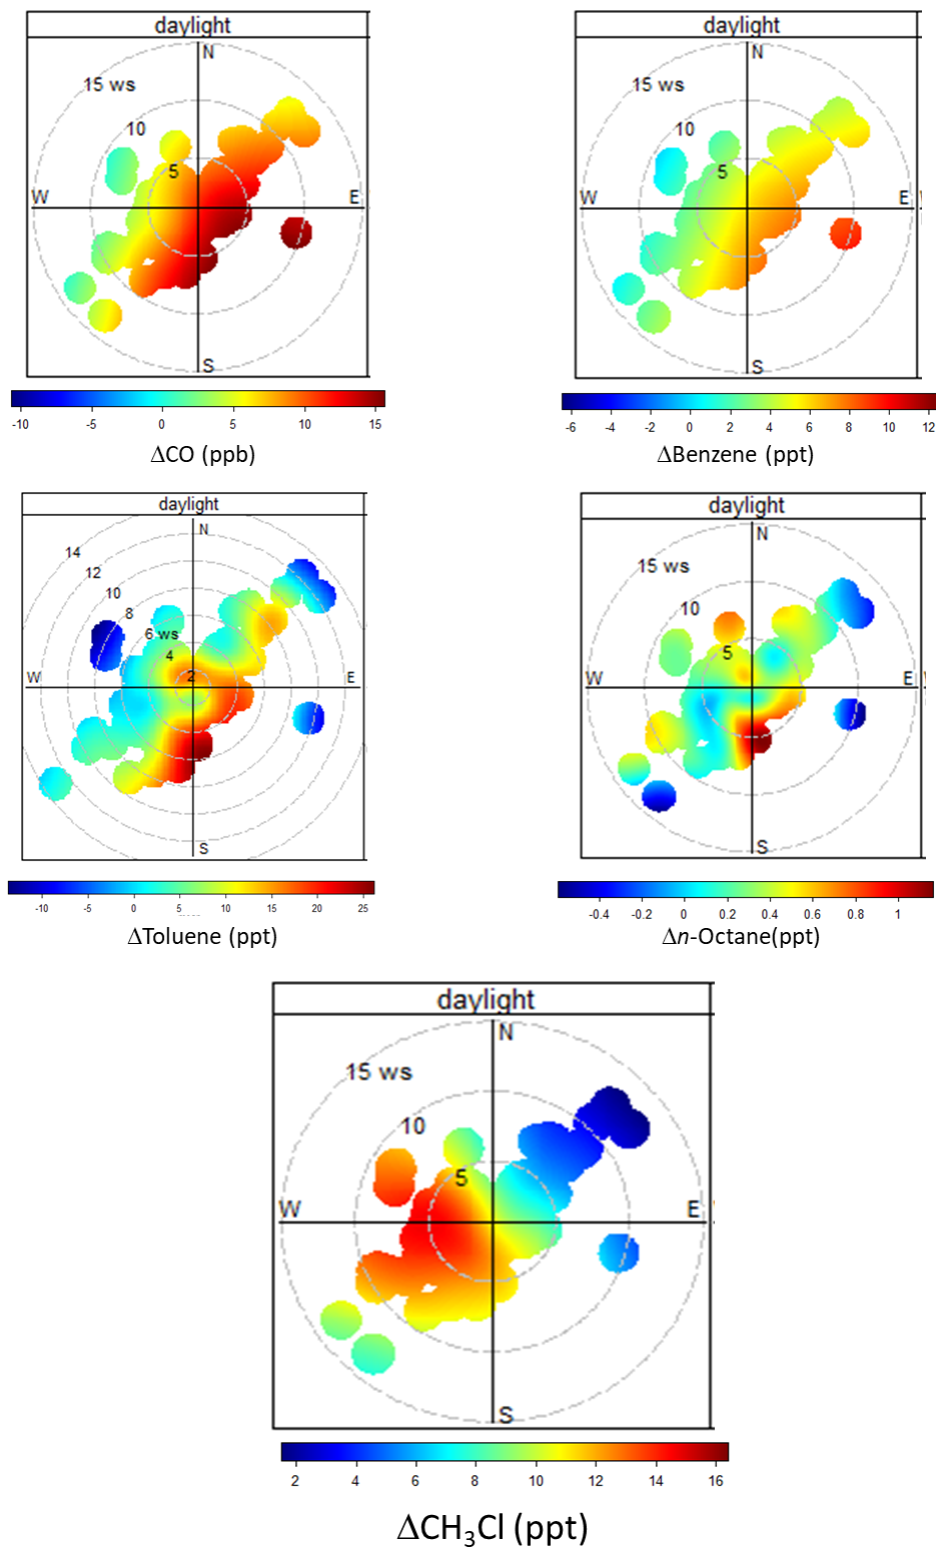 daylight
N
15 ws
10
5
W E
S
-10 -5 0 5 10 15
ΔCO (ppb)
daylight
N
15 ws
10
5
W E
S
-6 -4 -2 0 2 4 6 8 10 12
ΔBenzene (ppt)
daylight
N
14
12
10
8
6 ws
4
2
W E
S
-10 -5 0 5 10 15 20 25
ΔToluene (ppt)
daylight
N
15 ws
10
5
W E
S
-0.4 -0.2 0 0.2 0.4 0.6 0.8 1
Δn-Octane(ppt)
daylight
N
15 ws
10
5
W E
S
2 4 6 8 10 12 14 16
ΔCH₃Cl (ppt)